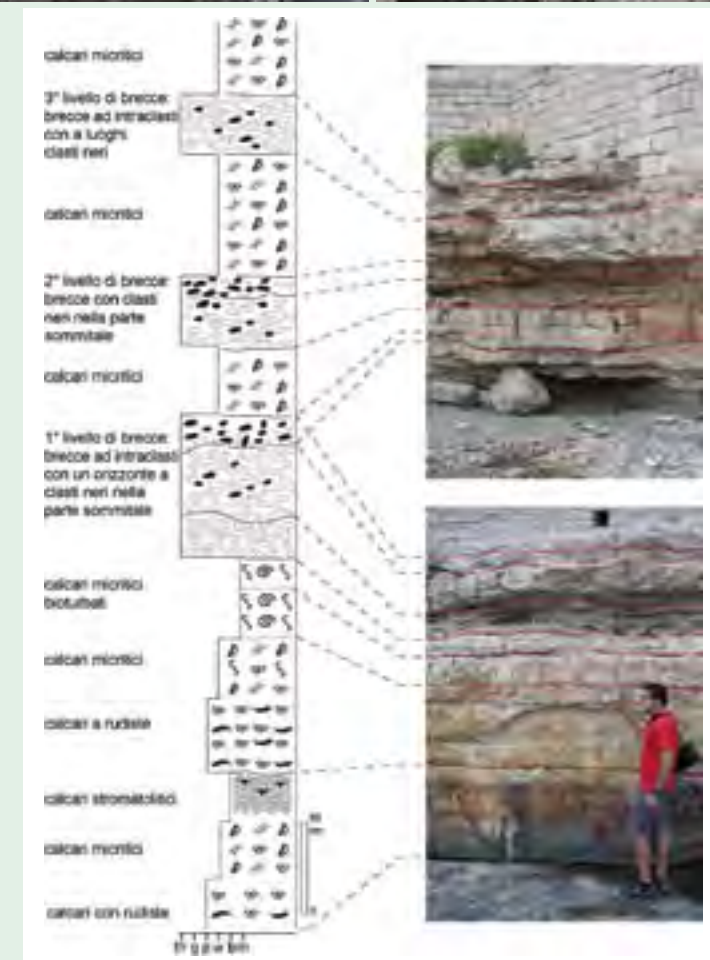 calcari micritici
3° livello di brecce:
brecce ad intraclasti
con a luoghi
clasti neri
calcari micritici
2° livello di brecce:
brecce con clasti
neri nella parte
sommitale
calcari micritici
1° livello di brecce:
brecce ad intraclasti
con un orizzonte a
clasti neri nella
parte sommitale
calcari micritici
bioturbati
calcari micritici
calcari a rudiste
calcari stromatolitici
calcari micritici
calcari con rudiste